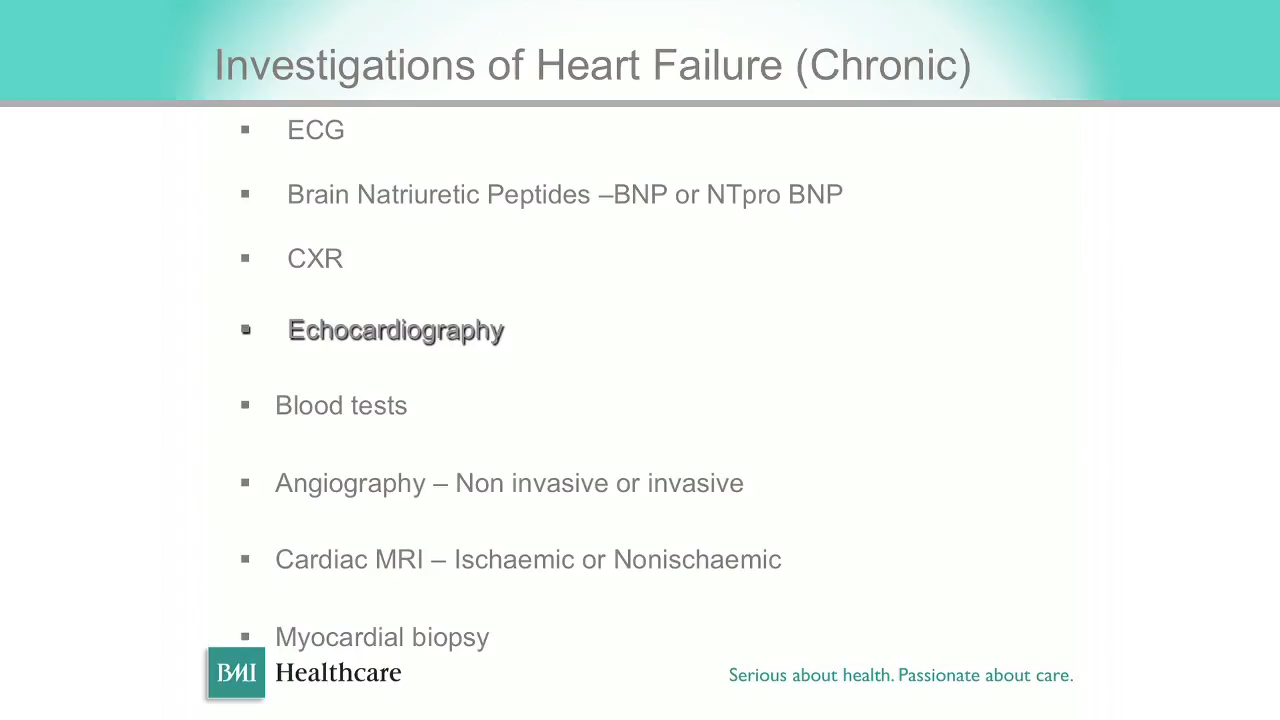 Investigations of Heart Failure (Chronic)
▪ ECG
▪ Brain Natriuretic Peptides –BNP or NTpro BNP
▪ CXR
▪ Echocardiography
▪ Blood tests
▪ Angiography – Non invasive or invasive
▪ Cardiac MRI – Ischaemic or Nonischaemic
▪ Myocardial biopsy
BMI Healthcare
Serious about health. Passionate about care.